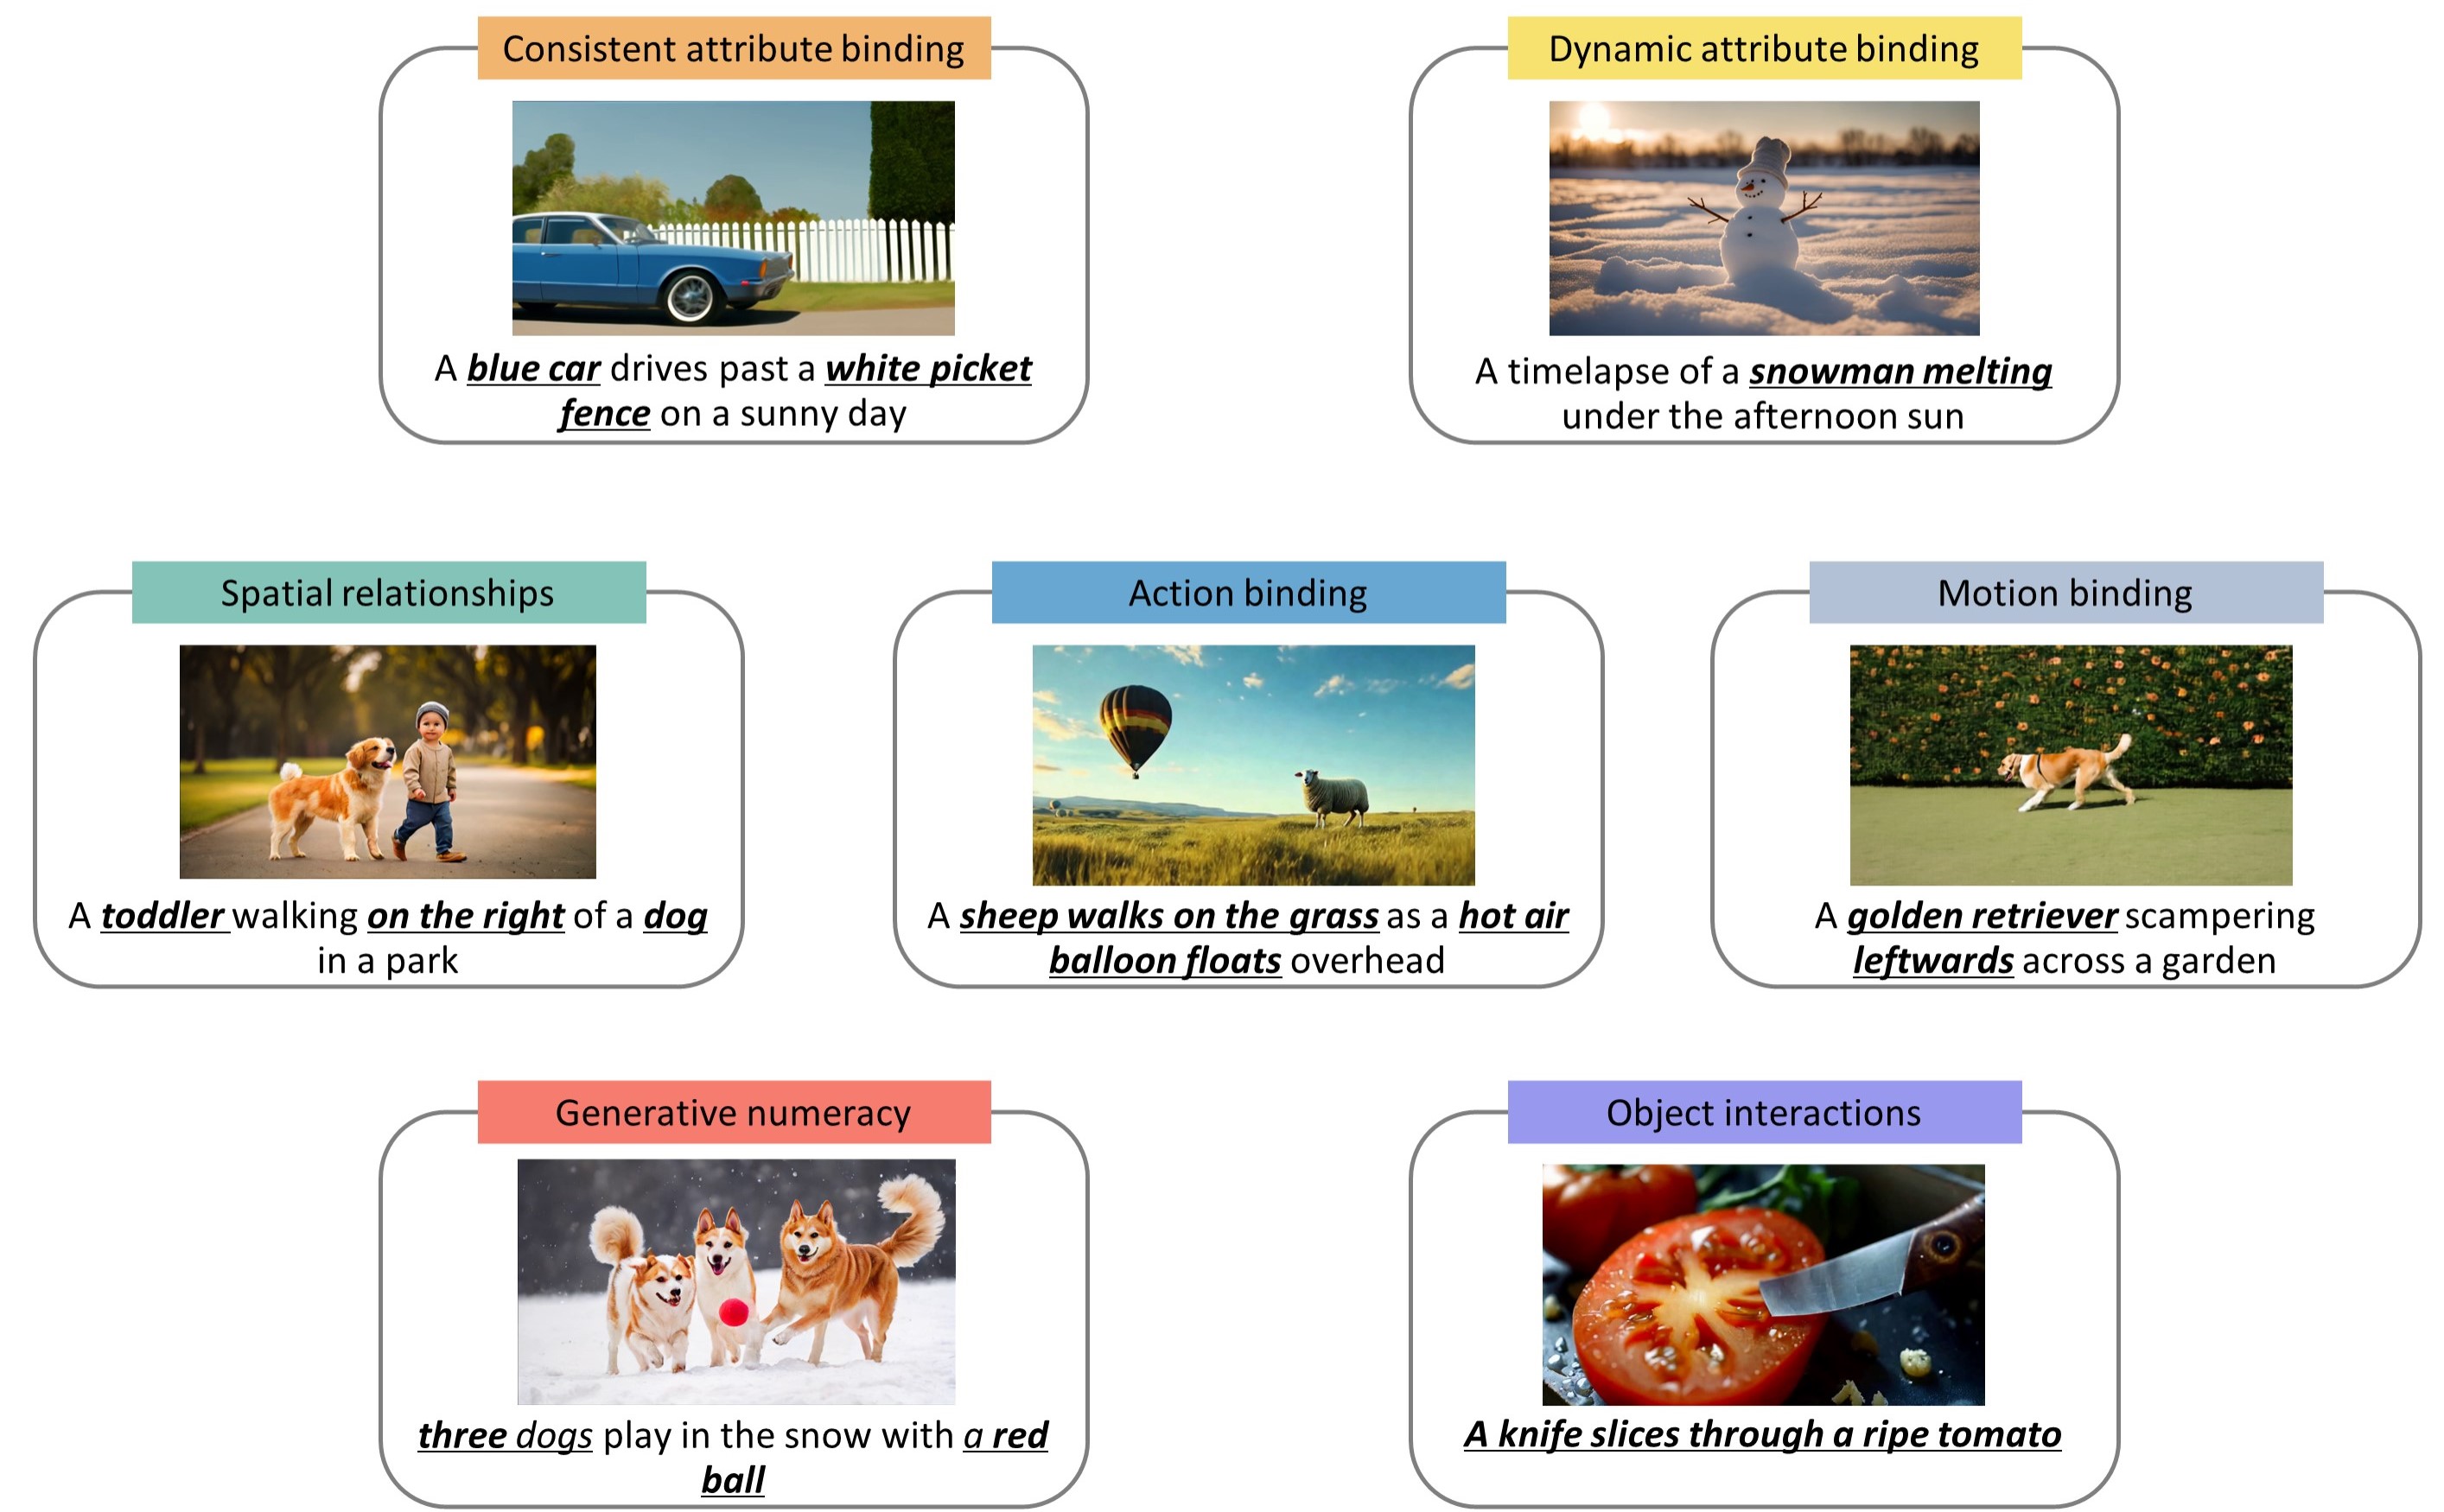 Consistent attribute binding
A blue car drives past a white picket
fence on a sunny day
Dynamic attribute binding
A timelapse of a snowman melting
under the afternoon sun
Spatial relationships
A toddler walking on the right of a dog
in a park
Action binding
A sheep walks on the grass as a hot air
balloon floats overhead
Motion binding
A golden retriever scampering
leftwards across a garden
Generative numeracy
three dogs play in the snow with a red
ball
Object interactions
A knife slices through a ripe tomato